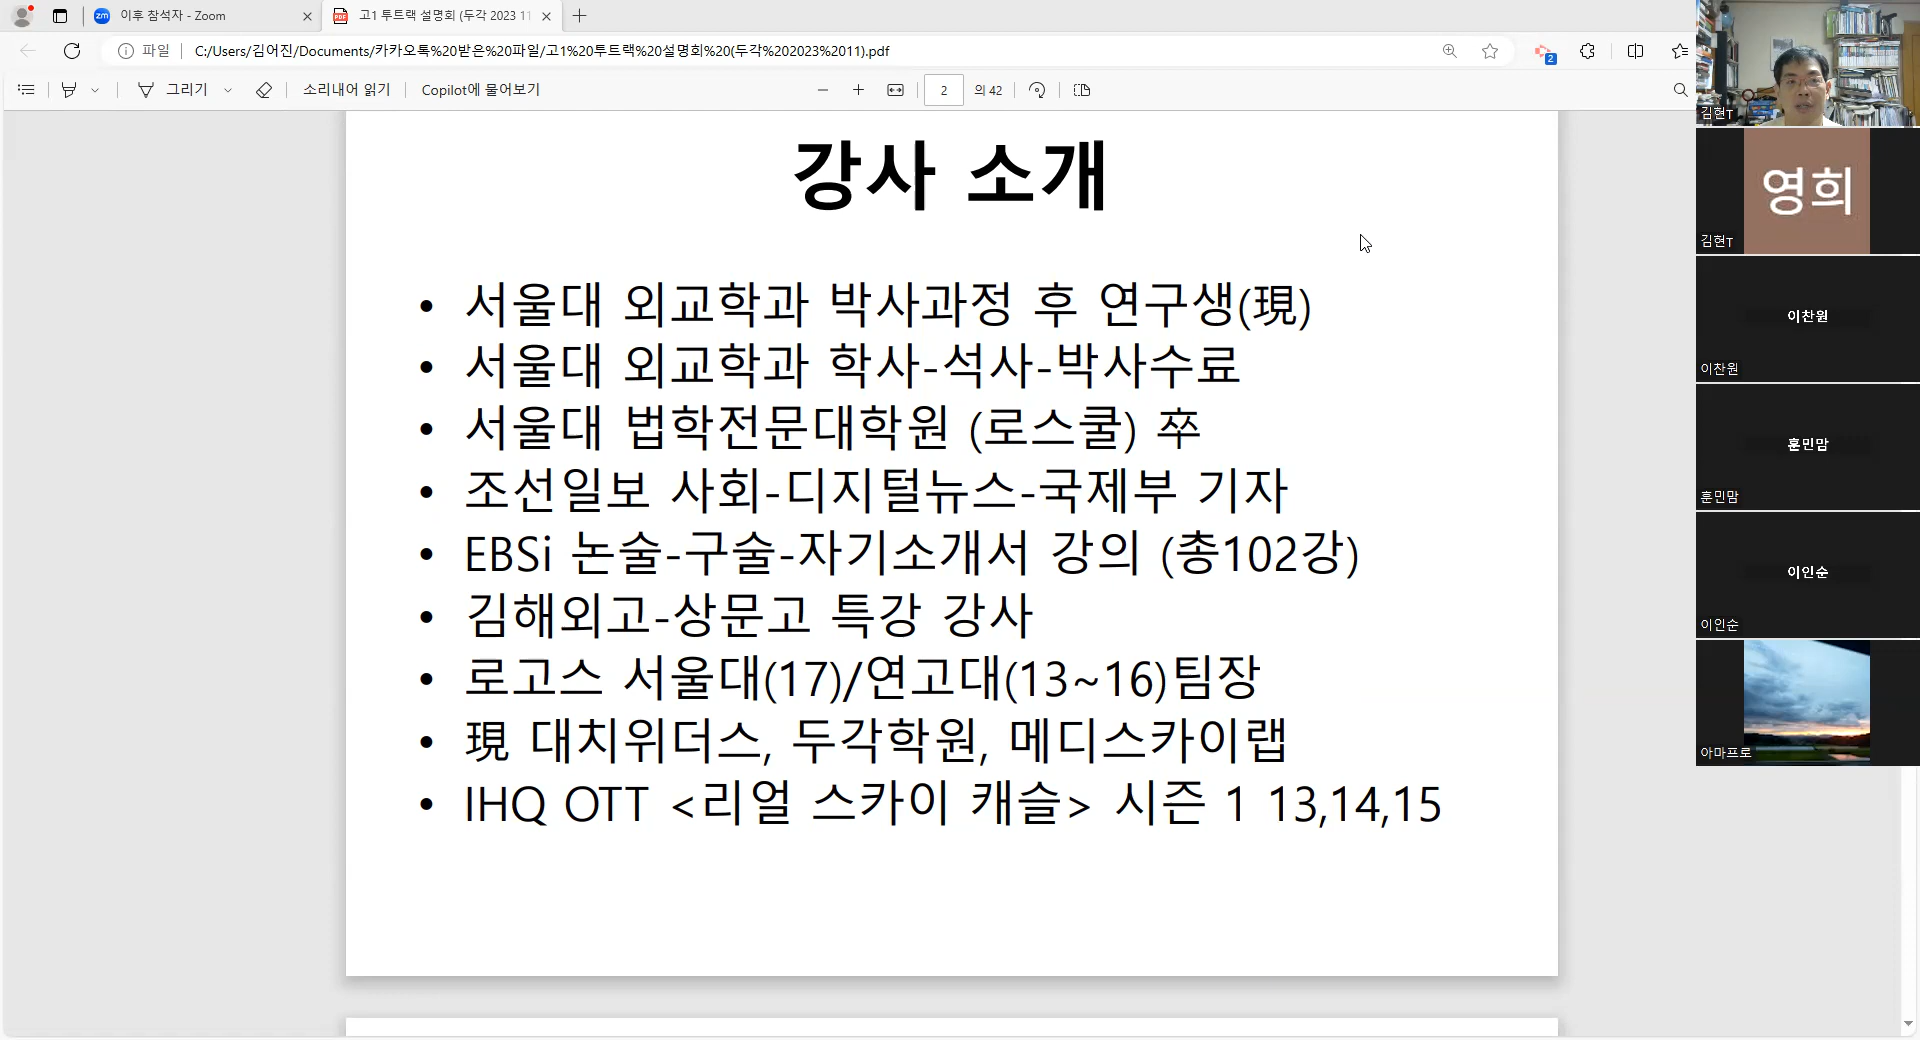 이후 참석자 - Zoom
고1 투트랙 설명회 (두각 2023 11
파일
C:/Users/김어진/Documents/카카오톡%20받은%20파일/고1%20투트랙%20설명회%20(두각%202023%2011).pdf
2
그리기
소리내어 읽기
Copilot에 물어보기
2
의 42
강사 소개
• 서울대 외교학과 박사과정 후 연구생(現)
• 서울대 외교학과 학사-석사-박사수료
• 서울대 법학전문대학원 (로스쿨) 卒
• 조선일보 사회-디지털뉴스-국제부 기자
• EBSi 논술-구술-자기소개서 강의 (총102강)
• 김해외고-상문고 특강 강사
• 로고스 서울대(17)/연고대(13~16)팀장
• 現 대치위더스, 두각학원, 메디스카이랩
• IHQ OTT <리얼 스카이 캐슬> 시즌 1 13,14,15
김현T
영희
김현T
이찬원
이찬원
훈민맘
훈민맘
이인순
이인순
아마프로